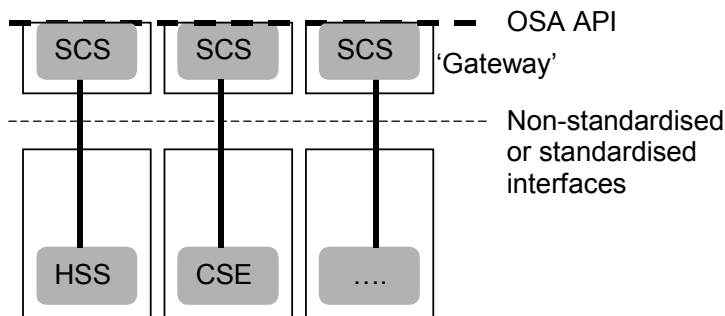 OSA API
SCS SCS SCS
‘Gateway’
Non-standardised
or standardised
interfaces
HSS CSE ....